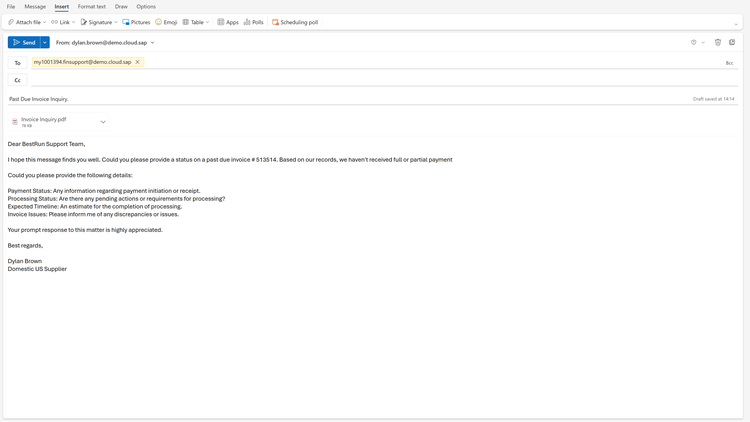 File Message Insert Format text Draw Options
Attach file Link Signature Pictures Emoji Table Apps Polls Scheduling poll
Send From: dylan.brown@demo.cloud.sap
To my1001394.finsupport@demo.cloud.sap Bcc
Cc
Past Due Invoice Inquiry. Draft saved at 14:14
Invoice Inquiry.pdf
78 KB
Dear BestRun Support Team,
I hope this message finds you well. Could you please provide a status on a past due invoice # 513514. Based on our records, we haven't received full or partial payment
Could you please provide the following details:
Payment Status: Any information regarding payment initiation or receipt.
Processing Status: Are there any pending actions or requirements for processing?
Expected Timeline: An estimate for the completion of processing.
Invoice Issues: Please inform me of any discrepancies or issues.
Your prompt response to this matter is highly appreciated.
Best regards,
Dylan Brown
Domestic US Supplier